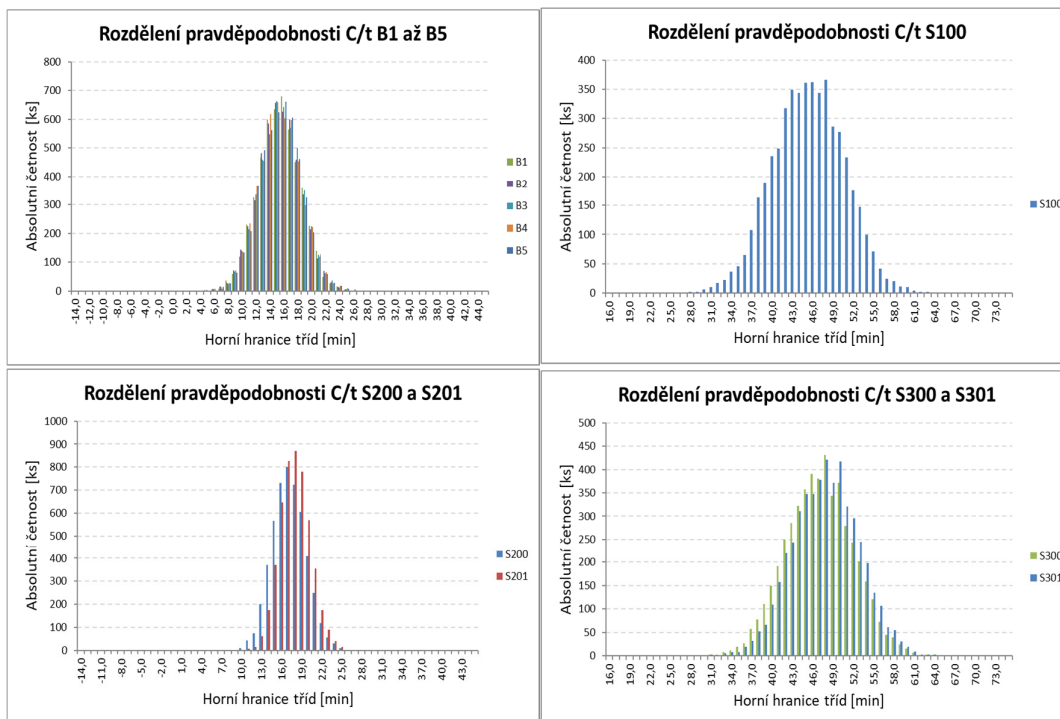 Rozdělení pravděpodobnosti C/t B1 až B5
Absolutní četnost [ks]
800
700
600
500
400
300
200
100
0
-14,0 -12,0 -10,0 -8,0 -6,0 -4,0 -2,0 0,0 2,0 4,0 6,0 8,0 10,0 12,0 14,0 16,0 18,0 20,0 22,0 24,0 26,0 28,0 30,0 32,0 34,0 36,0 38,0 40,0 42,0 44,0
Horní hranice tříd [min]
B1
B2
B3
B4
B5
Rozdělení pravděpodobnosti C/t S100
Absolutní četnost [ks]
400
350
300
250
200
150
100
50
0
16,0 19,0 22,0 25,0 28,0 31,0 34,0 37,0 40,0 43,0 46,0 49,0 52,0 55,0 58,0 61,0 64,0 67,0 70,0 73,0
Horní hranice tříd [min]
S100
Rozdělení pravděpodobnosti C/t S200 a S201
Absolutní četnost [ks]
1000
900
800
700
600
500
400
300
200
100
0
-14,0 -11,0 -8,0 -5,0 -2,0 1,0 4,0 7,0 10,0 13,0 16,0 19,0 22,0 25,0 28,0 31,0 34,0 37,0 40,0 43,0
Horní hranice tříd [min]
S200
S201
Rozdělení pravděpodobnosti C/t S300 a S301
Absolutní četnost [ks]
500
450
400
350
300
250
200
150
100
50
0
16,0 19,0 22,0 25,0 28,0 31,0 34,0 37,0 40,0 43,0 46,0 49,0 52,0 55,0 58,0 61,0 64,0 67,0 70,0 73,0
Horní hranice tříd [min]
S300
S301